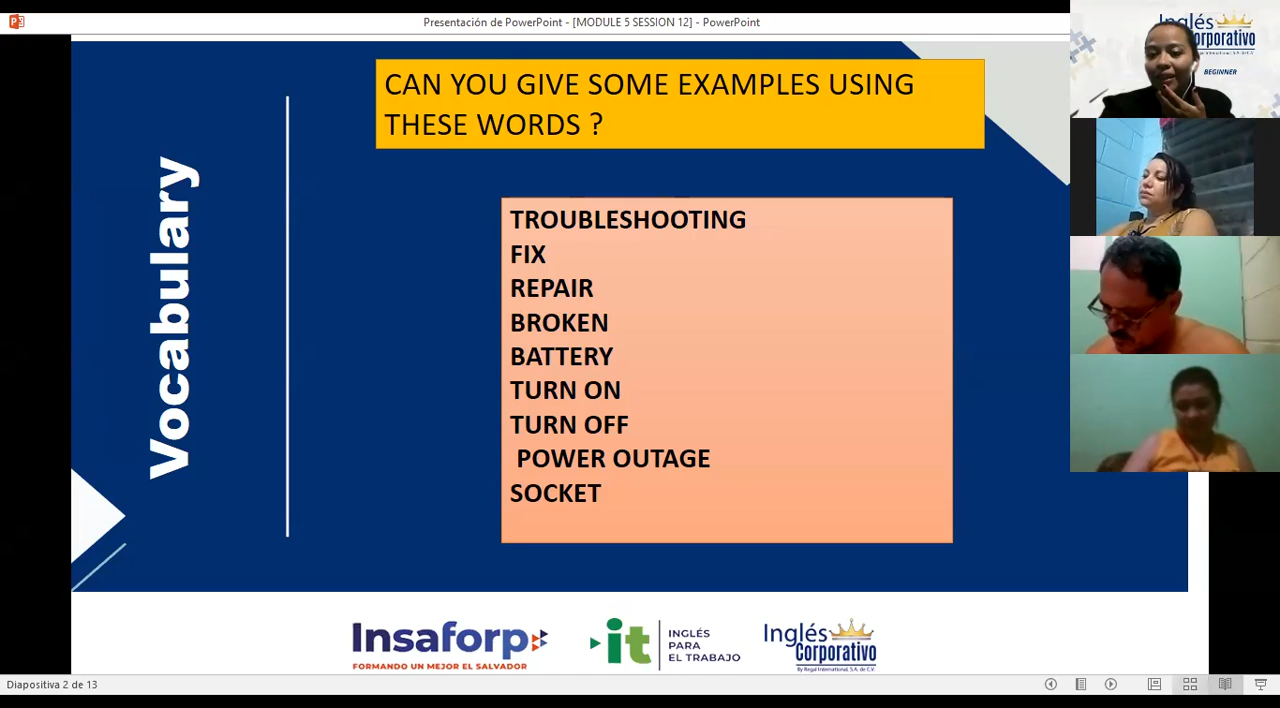 Presentación de PowerPoint - [MODULE 5 SESSION 12] - PowerPoint
Inglés
Corporativo
BEGINNER
CAN YOU GIVE SOME EXAMPLES USING
THESE WORDS ?
Vocabulary
TROUBLESHOOTING
FIX
REPAIR
BROKEN
BATTERY
TURN ON
TURN OFF
POWER OUTAGE
SOCKET
Insaforp
FORMANDO UN MEJOR EL SALVADOR
it
INGLÉS
PARA
EL TRABAJO
Inglés
Corporativo
By Regal International, S.A. de C.V.
Diapositiva 2 de 13